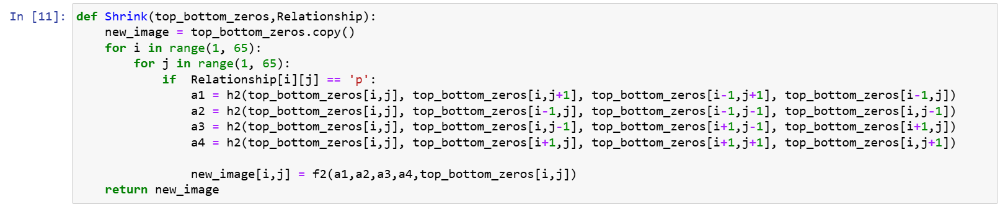 In [11]: def Shrink(top_bottom_zeros,Relationship):
    new_image = top_bottom_zeros.copy()
    for i in range(1, 65):
        for j in range(1, 65):
            if  Relationship[i][j] == 'p':
                a1 = h2(top_bottom_zeros[i,j], top_bottom_zeros[i,j+1], top_bottom_zeros[i-1,j+1], top_bottom_zeros[i-1,j])
                a2 = h2(top_bottom_zeros[i,j], top_bottom_zeros[i-1,j], top_bottom_zeros[i-1,j-1], top_bottom_zeros[i,j-1])
                a3 = h2(top_bottom_zeros[i,j], top_bottom_zeros[i,j-1], top_bottom_zeros[i+1,j-1], top_bottom_zeros[i+1,j])
                a4 = h2(top_bottom_zeros[i,j], top_bottom_zeros[i+1,j], top_bottom_zeros[i+1,j+1], top_bottom_zeros[i,j+1])
                new_image[i,j] = f2(a1,a2,a3,a4,top_bottom_zeros[i,j])
    return new_image